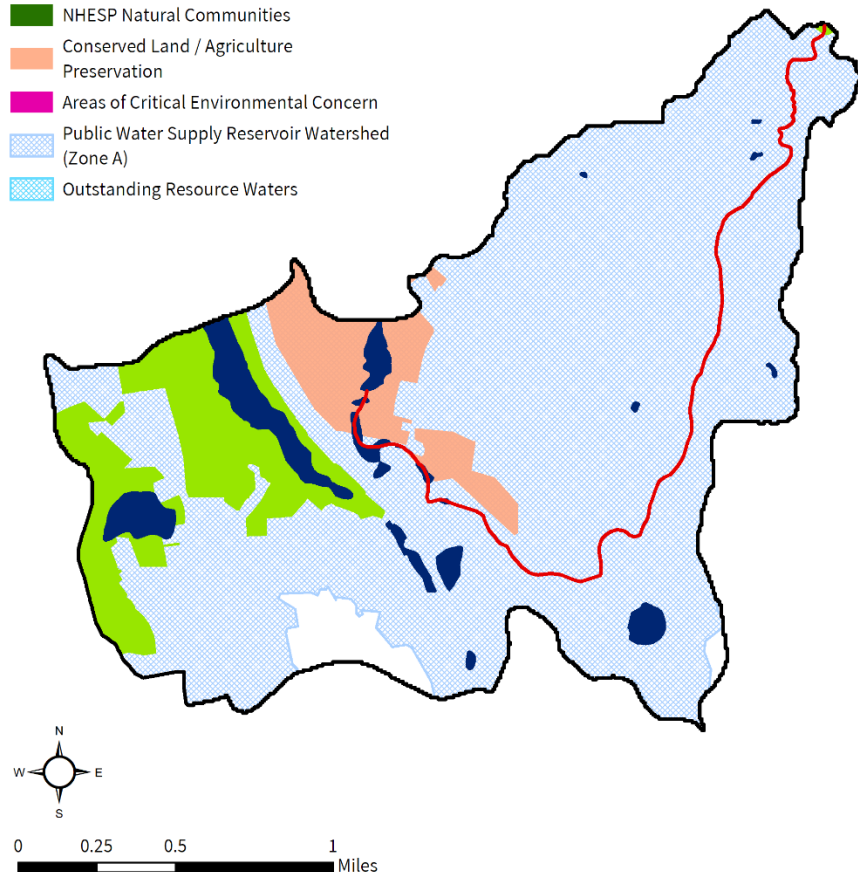 NHESP Natural Communities
Conserved Land / Agriculture
Preservation
Areas of Critical Environmental Concern
Public Water Supply Reservoir Watershed
(Zone A)
Outstanding Resource Waters
N
W E
S
0 0.25 0.5 1
Miles